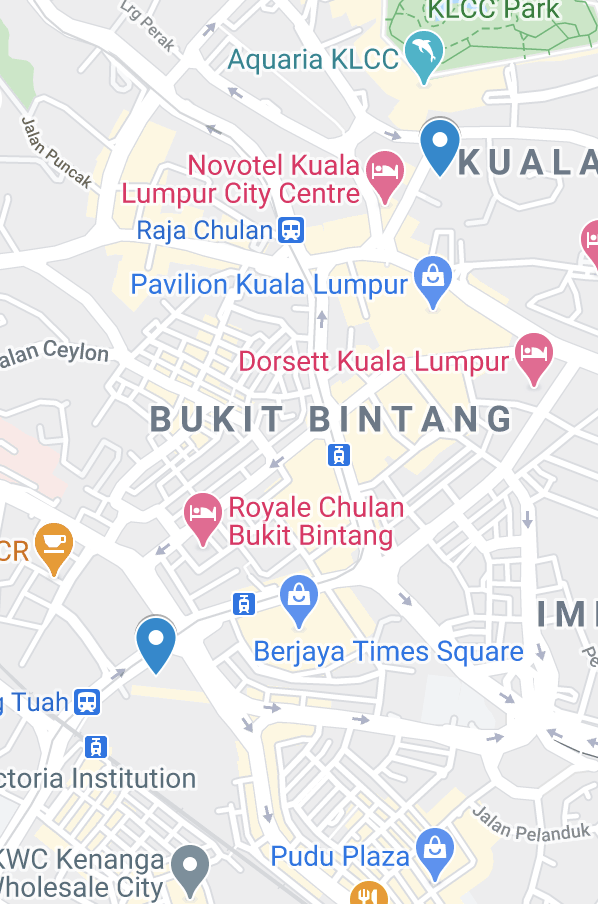 KLCC Park
Lrg Perak
Aquaria KLCC
Jalan Puncak
KUALA
Novotel Kuala
Lumpur City Centre
Raja Chulan
Pavilion Kuala Lumpur
alan Ceylon
Dorsett Kuala Lumpur
BUKIT BINTANG
Royale Chulan
Bukit Bintang
CR
IMI
Berjaya Times Square
Pe
g Tuah
ctoria Institution
Jalan Pelanduk
KWC Kenanga
Wholesale City
Pudu Plaza